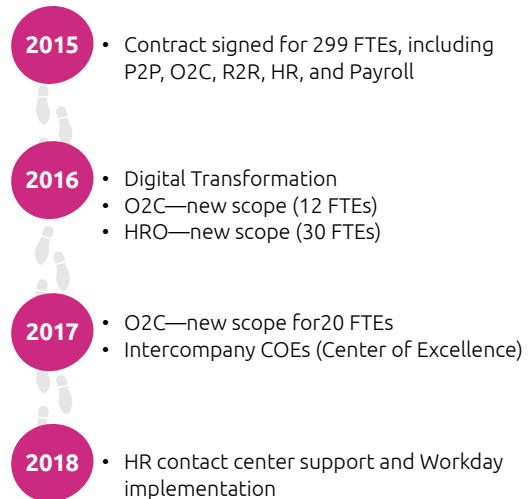 2015
• Contract signed for 299 FTEs, including
P2P, O2C, R2R, HR, and Payroll
2016
• Digital Transformation
• O2C—new scope (12 FTEs)
• HRO—new scope (30 FTEs)
2017
• O2C—new scope for20 FTEs
• Intercompany COEs (Center of Excellence)
2018
• HR contact center support and Workday
implementation